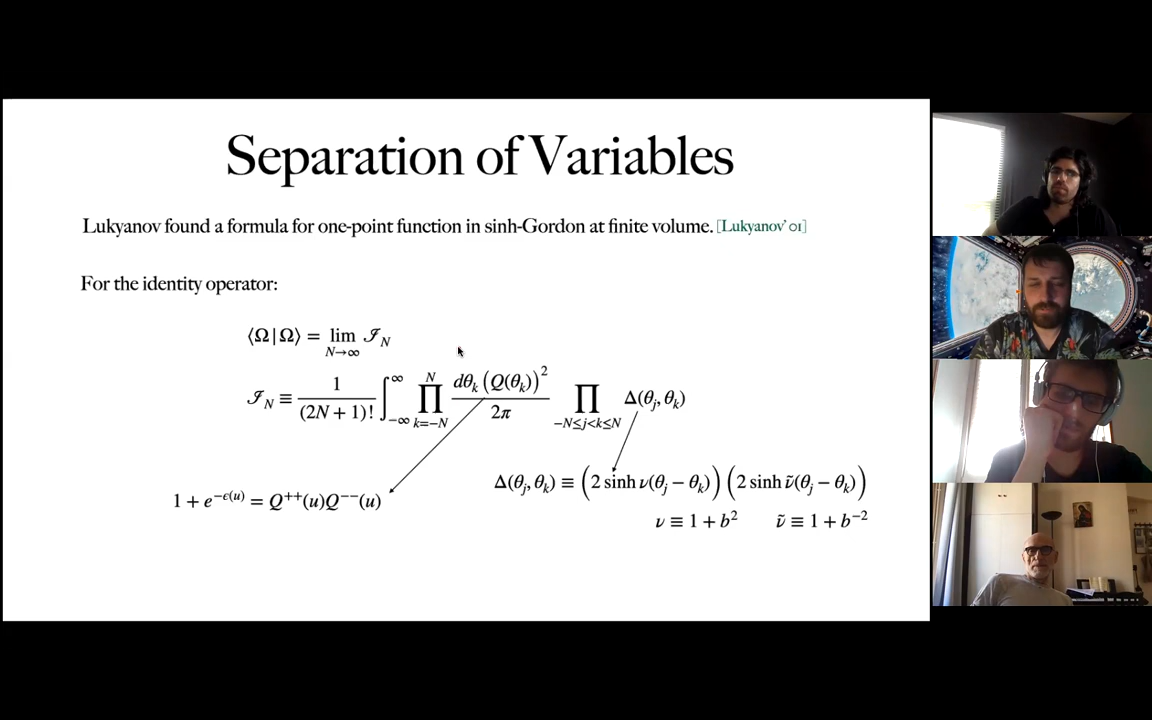 Separation of Variables
Lukyanov found a formula for one-point function in sinh-Gordon at finite volume. [Lukyanov' 01]
For the identity operator:
⟨Ω|Ω⟩ = lim_{N→∞} ℐ_N
ℐ_N ≡ 1/(2N + 1)! ∫_{−∞}^{∞} ∏_{k=−N}^{N} dθ_k (Q(θ_k))^2 / 2π ∏_{−N≤j<k≤N} Δ(θ_j, θ_k)
Δ(θ_j, θ_k) ≡ (2 sinh ν(θ_j − θ_k)) (2 sinh ν̃(θ_j − θ_k))
1 + e^{−ϵ(u)} = Q^{++}(u)Q^{−−}(u)
ν ≡ 1 + b^2 ν̃ ≡ 1 + b^{−2}